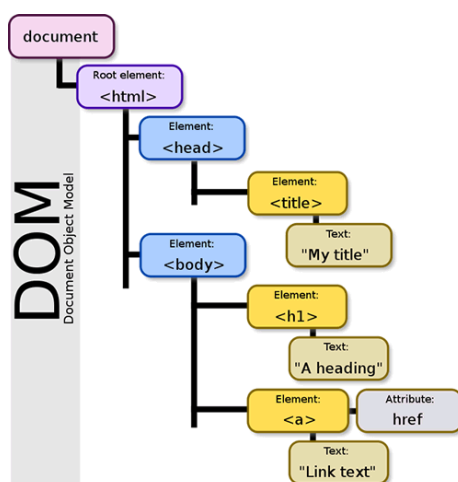 document
Root element:
<html>
Element:
<head>
Element:
<title>
Text:
"My title"
Element:
<body>
Element:
<h1>
Text:
"A heading"
Element:
<a>
Attribute:
href
Text:
"Link text"
DOM
Document Object Model